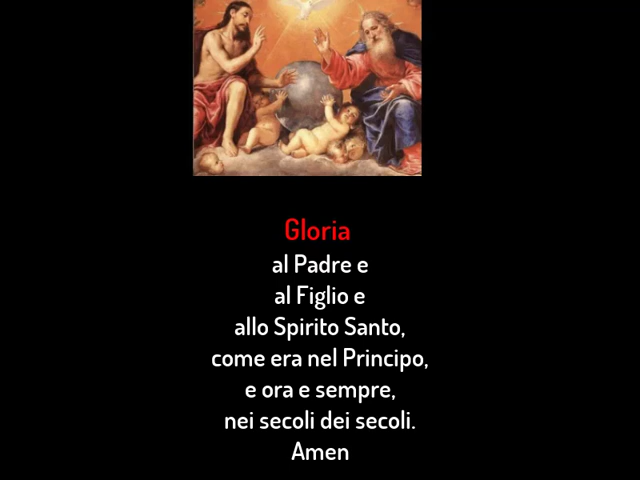 Gloria
al Padre e
al Figlio e
allo Spirito Santo,
come era nel Principo,
e ora e sempre,
nei secoli dei secoli.
Amen